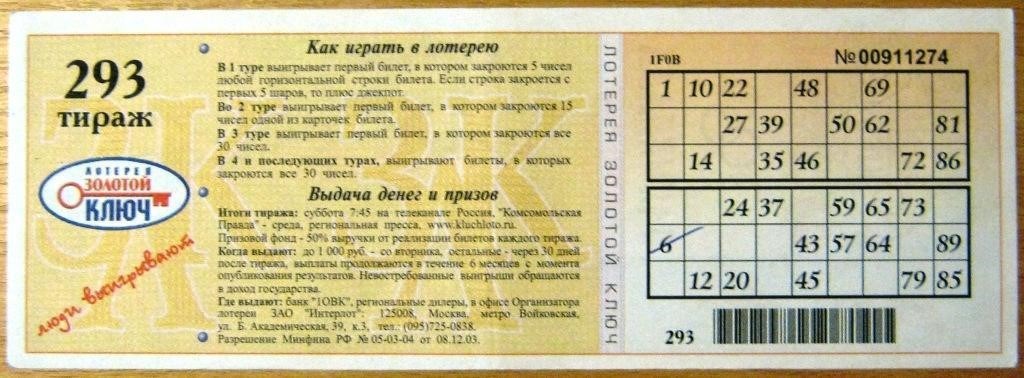 293
тираж
ЛОТЕРЕЯ
ЗОЛОТОЙ
КЛЮЧ
люди выигрывают
Как играть в лотерею
В 1 туре выигрывает первый билет, в котором закроются 5 чисел
любой горизонтальной строки билета. Если строка закроется с
первых 5 шаров, то плюс джекпот.
Во 2 туре выигрывает первый билет, в котором закроются 15
чисел одной из карточек билета.
В 3 туре выигрывает первый билет, в котором закроются все
30 чисел.
В 4 и последующих турах, выигрывают билеты, в которых
закроются все 30 чисел.
Выдача денег и призов
Итоги тиража: суббота 7:45 на телеканале Россия, "Комсомольская
Правда" - среда, региональная пресса, www.kluchloto.ru.
Призовой фонд - 50% выручки от реализации билетов каждого тиража.
Когда выдают: до 1 000 руб. - со вторника, остальные - через 30 дней
после тиража, выплаты продолжаются в течение 6 месяцев с момента
опубликования результатов. Невостребованные выигрыши обращаются
в доход государства.
Где выдают: банк "1ОВК", региональные дилеры, в офисе Организатора
лотереи ЗАО "Интерлот": 125008, Москва, метро Войковская,
ул. Б. Академическая, 39, к.3, тел.: (095)725-0838.
Разрешение Минфина РФ № 05-03-04 от 08.12.03.
ЛОТЕРЕЯ ЗОЛОТОЙ КЛЮЧ
1F0B №00911274
1 10 22 48 69
27 39 50 62 81
14 35 46 72 86
24 37 59 65 73
6 43 57 64 89
12 20 45 79 85
293